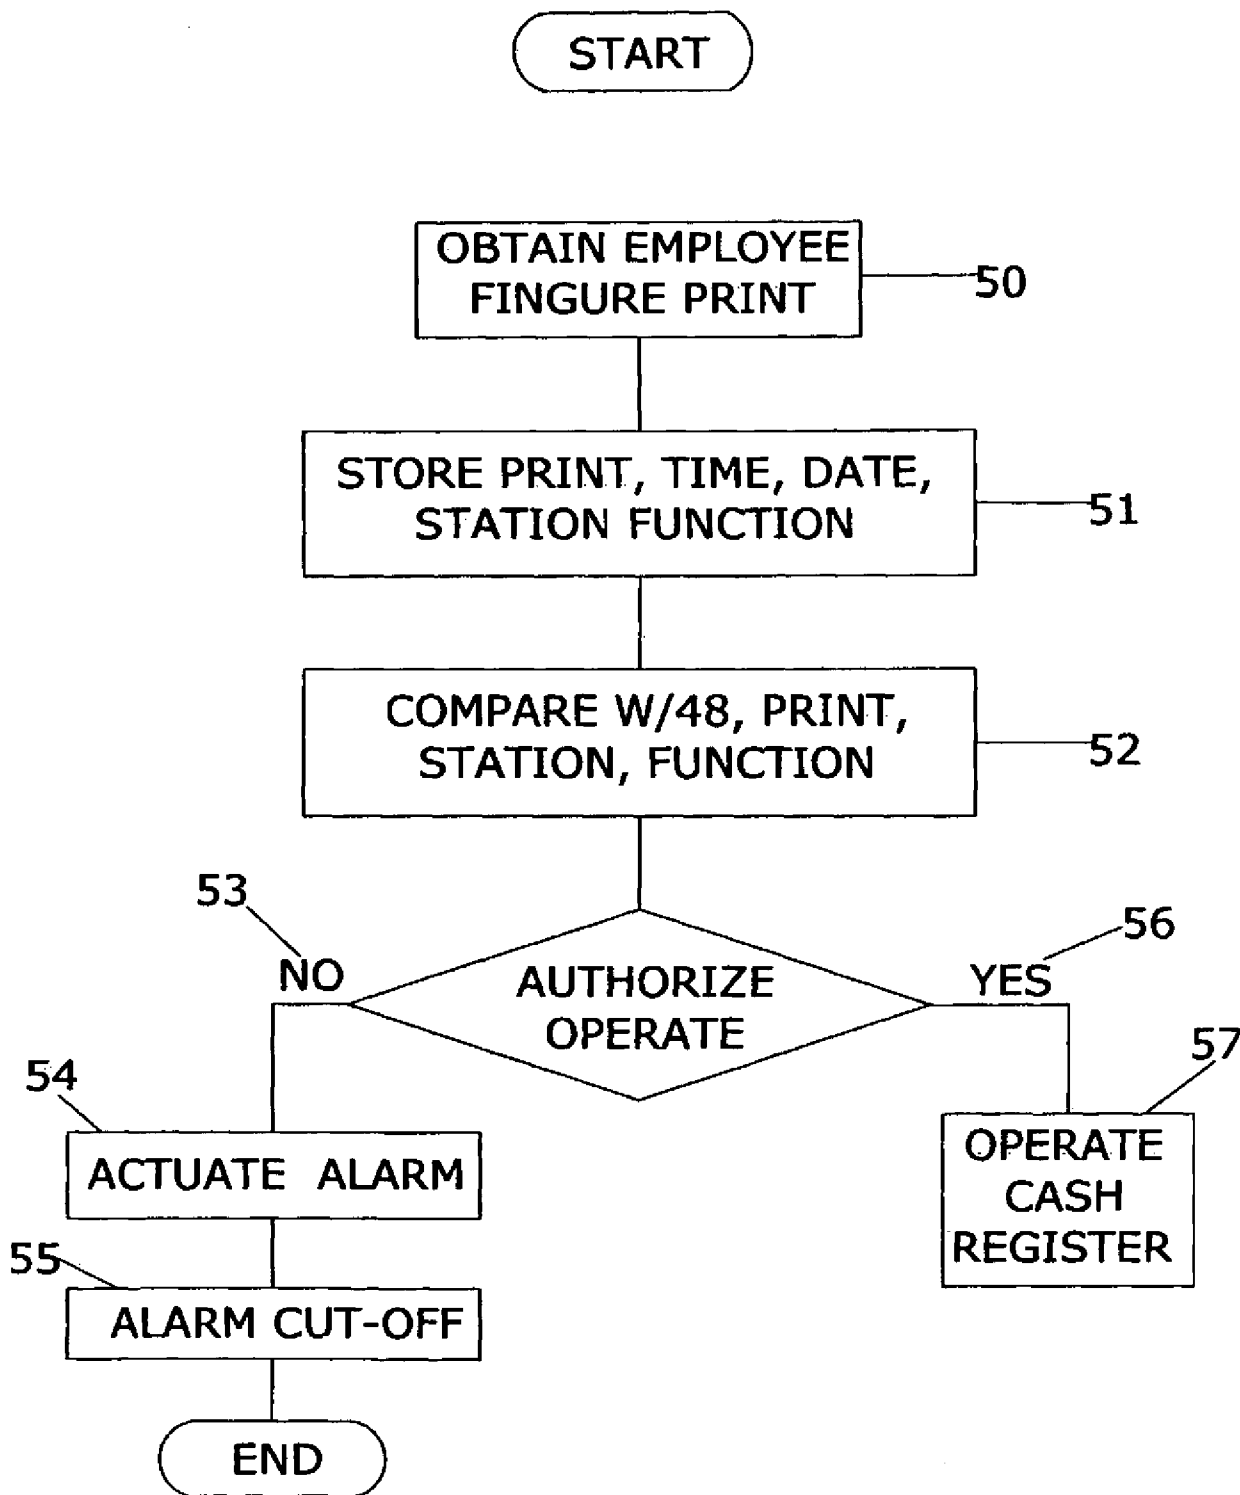 START
OBTAIN EMPLOYEE
FINGURE PRINT
50
STORE PRINT, TIME, DATE,
STATION FUNCTION
51
COMPARE W/48, PRINT,
STATION, FUNCTION
52
53
NO
AUTHORIZE
OPERATE
YES
56
54
ACTUATE ALARM
57
OPERATE
CASH
REGISTER
55
ALARM CUT-OFF
END